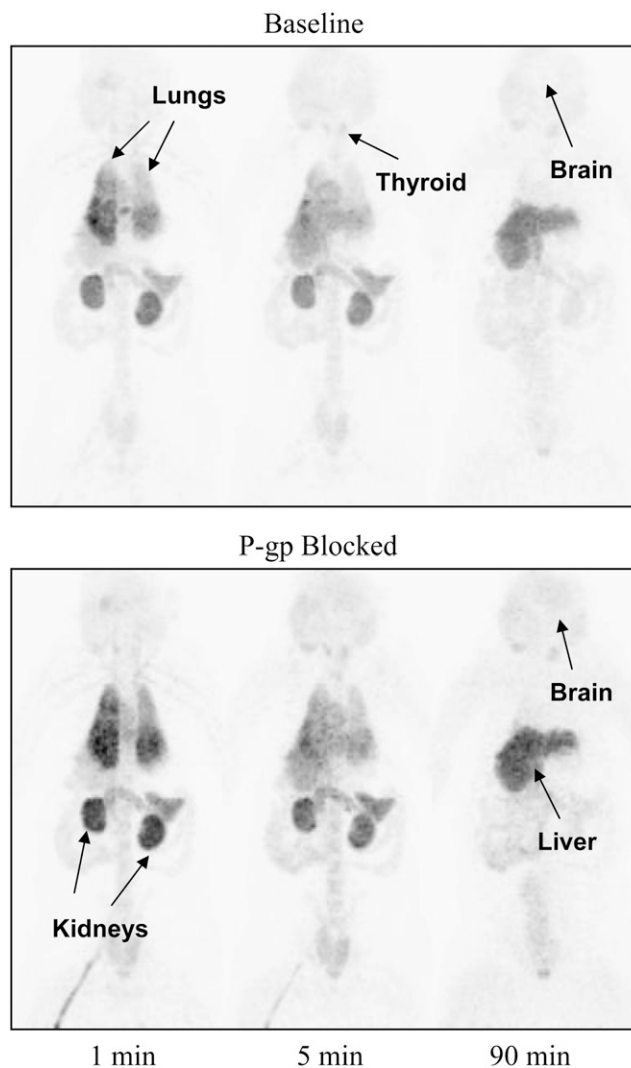 Baseline
Lungs
Thyroid
Brain
P-gp Blocked
Brain
Liver
Kidneys
1 min 5 min 90 min